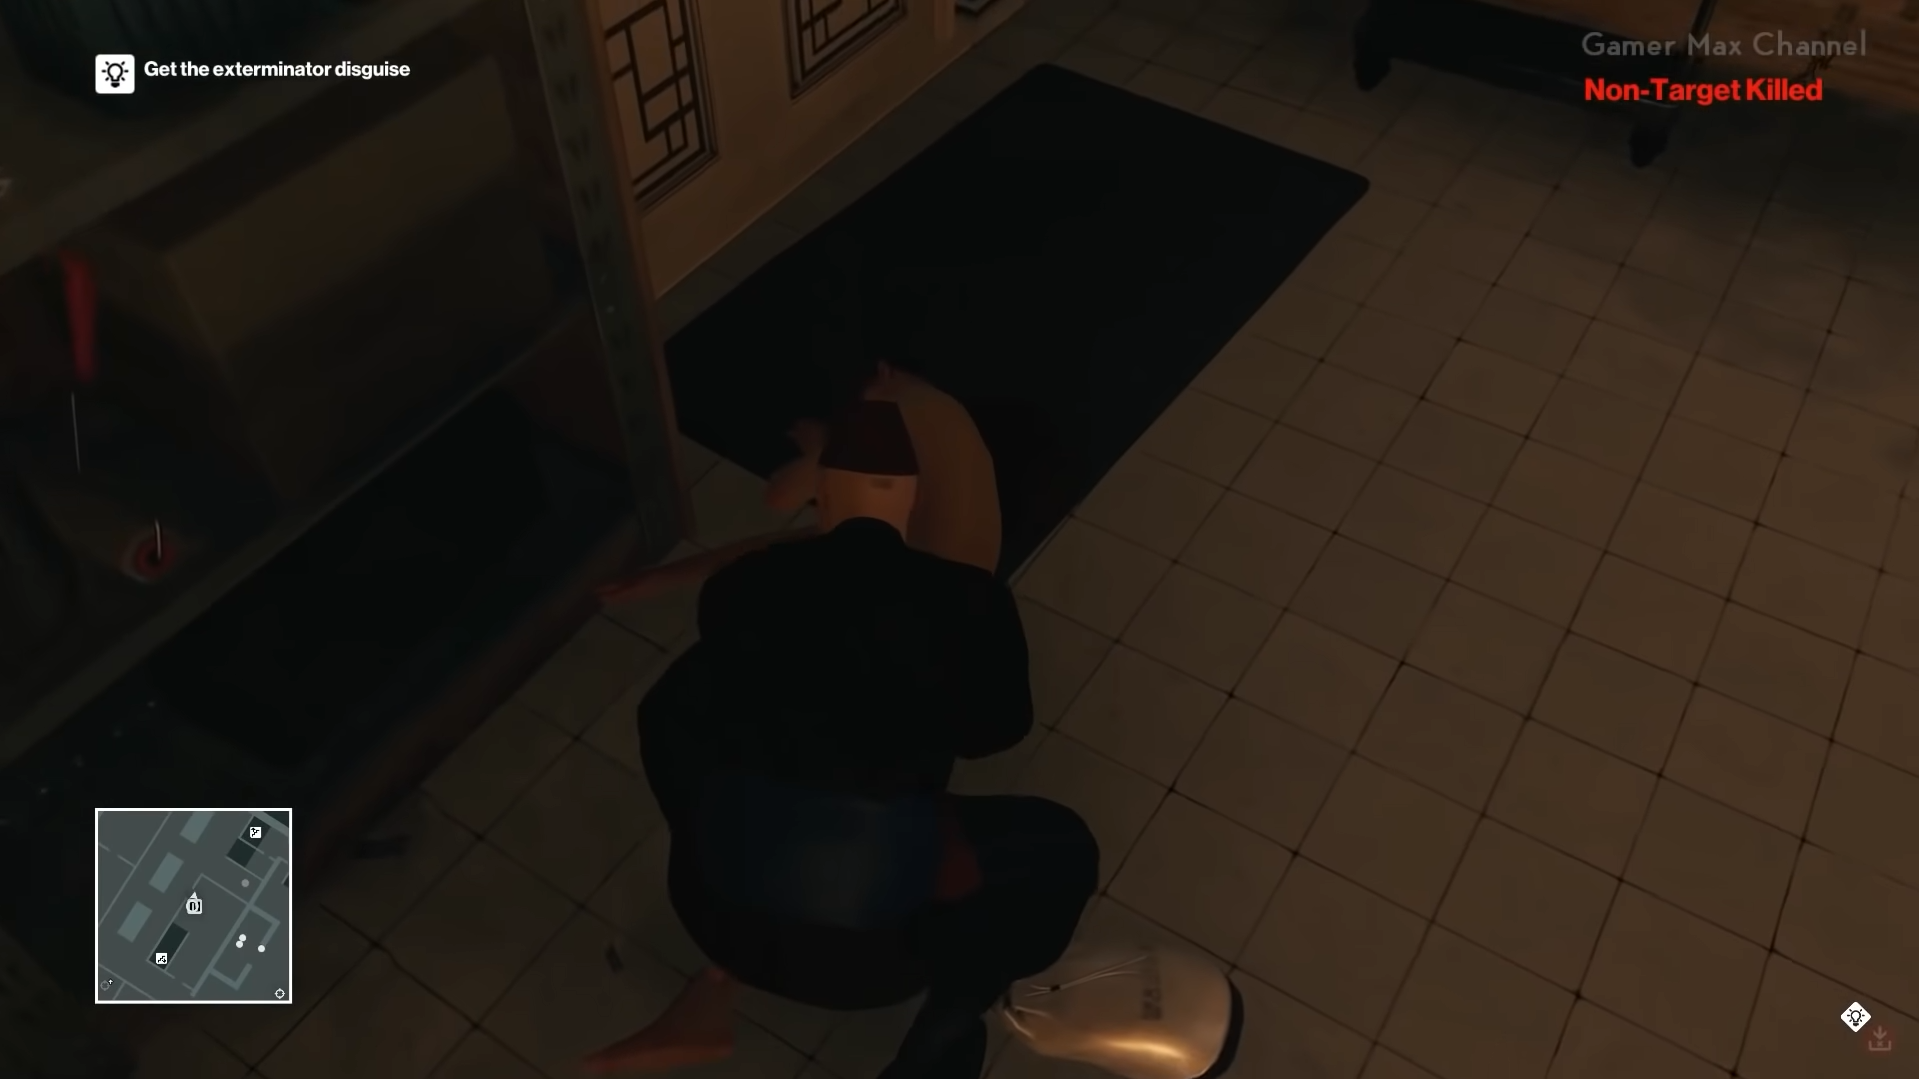 Get the exterminator disguise
Gamer Max Channel
Non-Target Killed